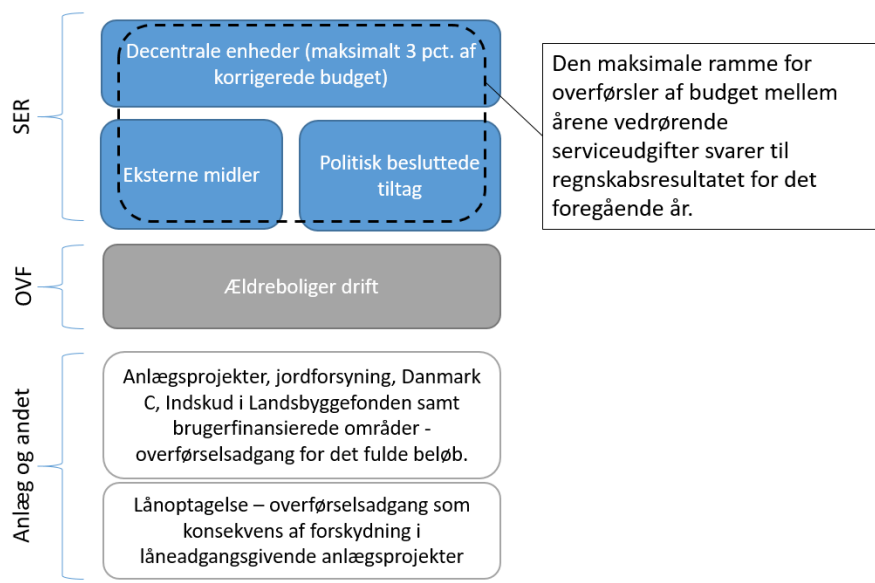 SER
Decentrale enheder (maksimalt 3 pct. af
korrigerede budget)
Eksterne midler
Politisk besluttede
tiltag
Den maksimale ramme for
overførsler af budget mellem
årene vedrørende
serviceudgifter svarer til
regnskabsresultatet for det
foregående år.
OVF
Ældreboliger drift
Anlæg og andet
Anlægsprojekter, jordforsyning, Danmark
C, Indskud i Landsbyggefonden samt
brugerfinansierede områder -
overførselsadgang for det fulde beløb.
Lånoptagelse – overførselsadgang som
konsekvens af forskydning i
låneadgangsgivende anlægsprojekter